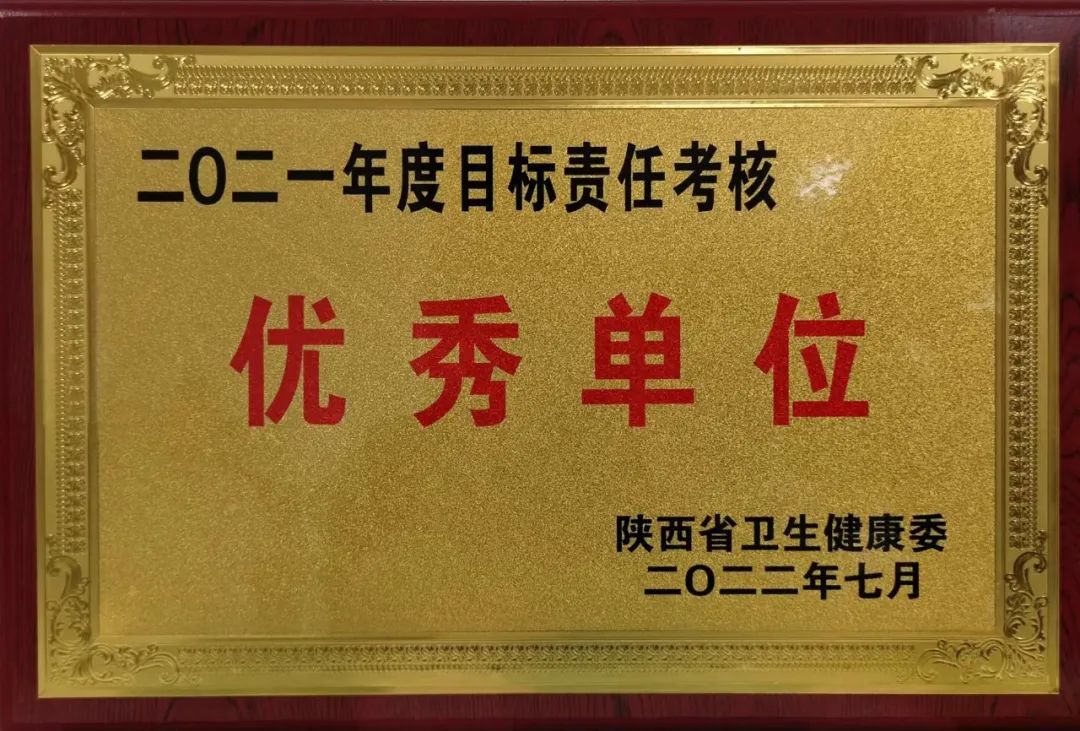 二〇二一年度目标责任考核
优秀单位
陕西省卫生健康委
二〇二二年七月